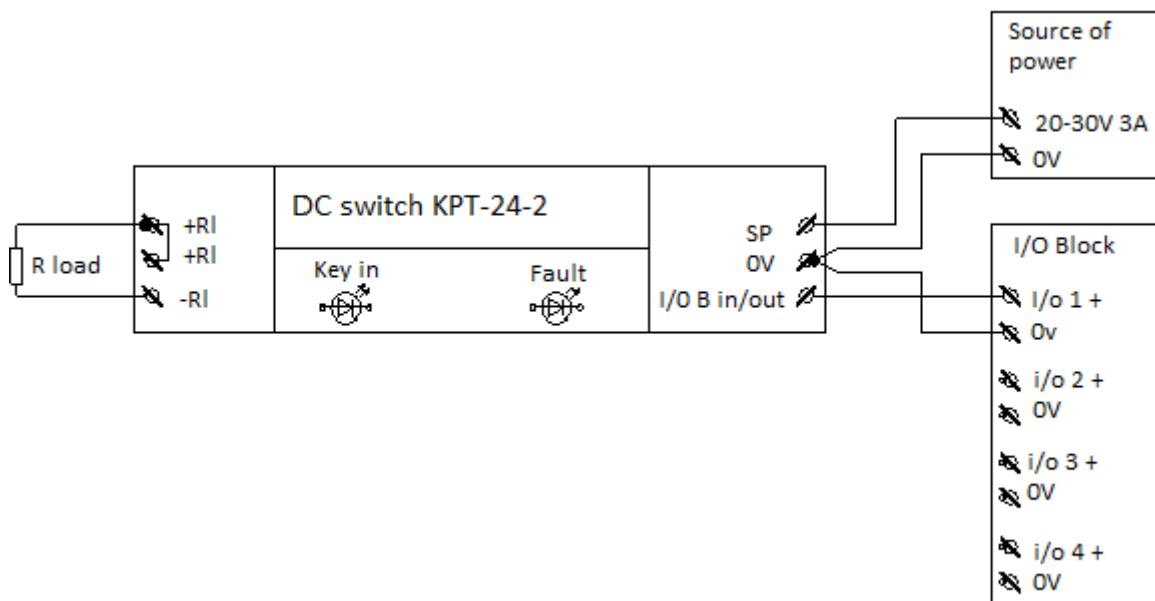 Source of
power
20-30V 3A
0V
DC switch KPT-24-2
+Rl
+Rl
-Rl
R load
Key in
Fault
SP
0V
I/O B in/out
I/O Block
I/o 1 +
0v
i/o 2 +
0V
i/o 3 +
0V
i/o 4 +
0V